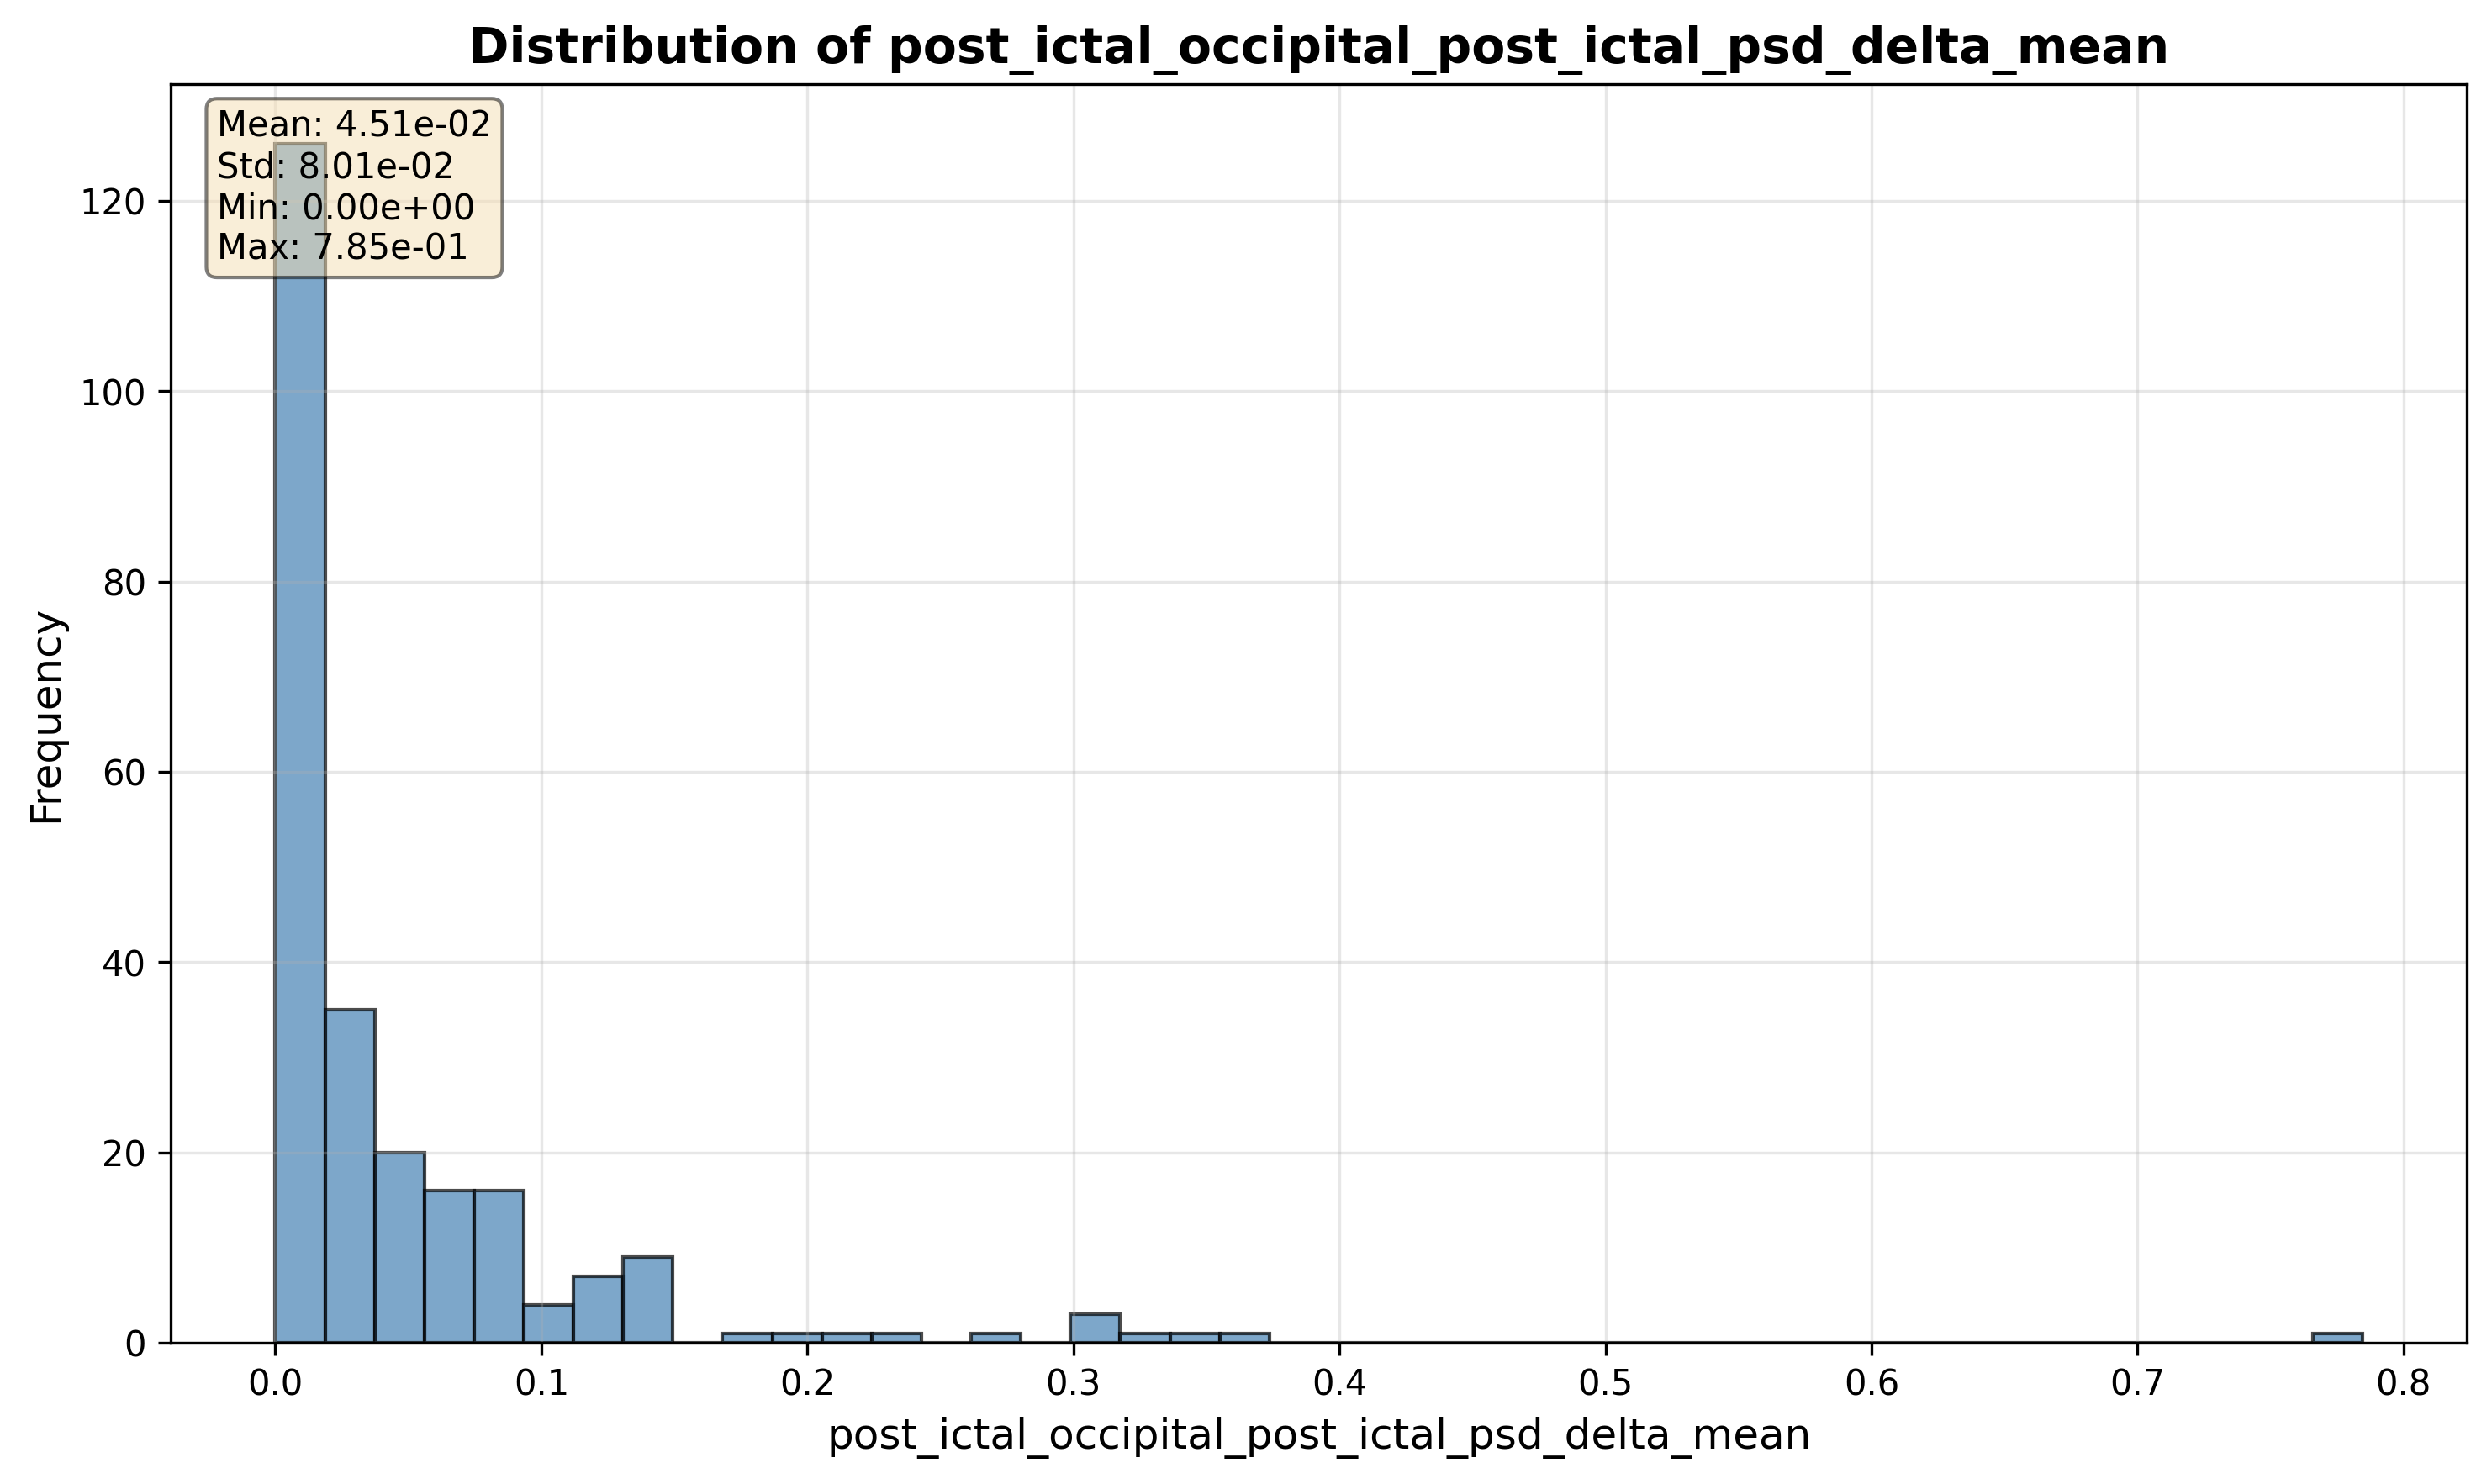 Distribution of post_ictal_occipital_post_ictal_psd_delta_mean
Mean: 4.51e-02
Std: 8.01e-02
Min: 0.00e+00
Max: 7.85e-01
120
100
80
60
40
20
0
Frequency
0.0 0.1 0.2 0.3 0.4 0.5 0.6 0.7 0.8
post_ictal_occipital_post_ictal_psd_delta_mean